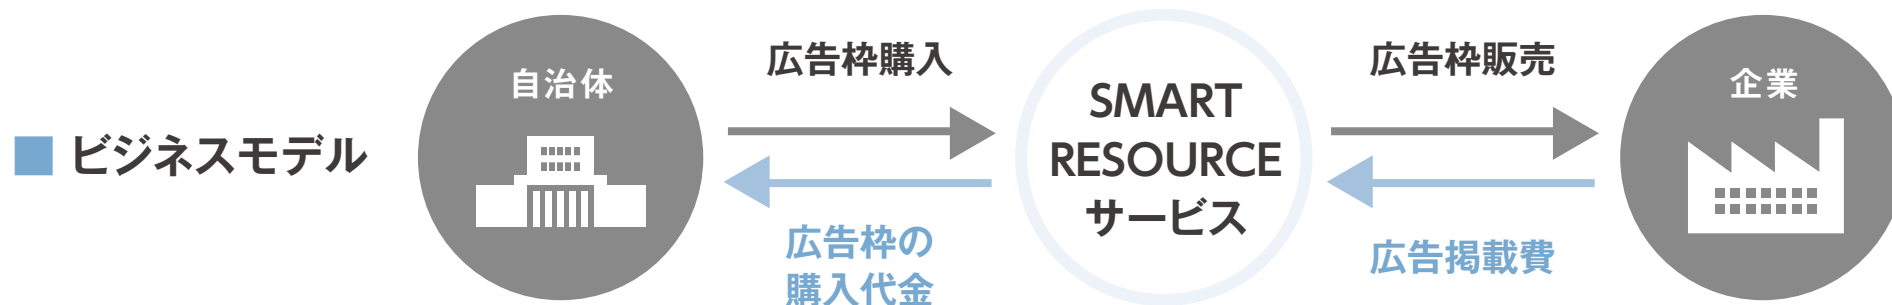 ビジネスモデル
自治体
広告枠購入
広告枠の
購入代金
SMART
RESOURCE
サービス
広告枠販売
広告掲載費
企業